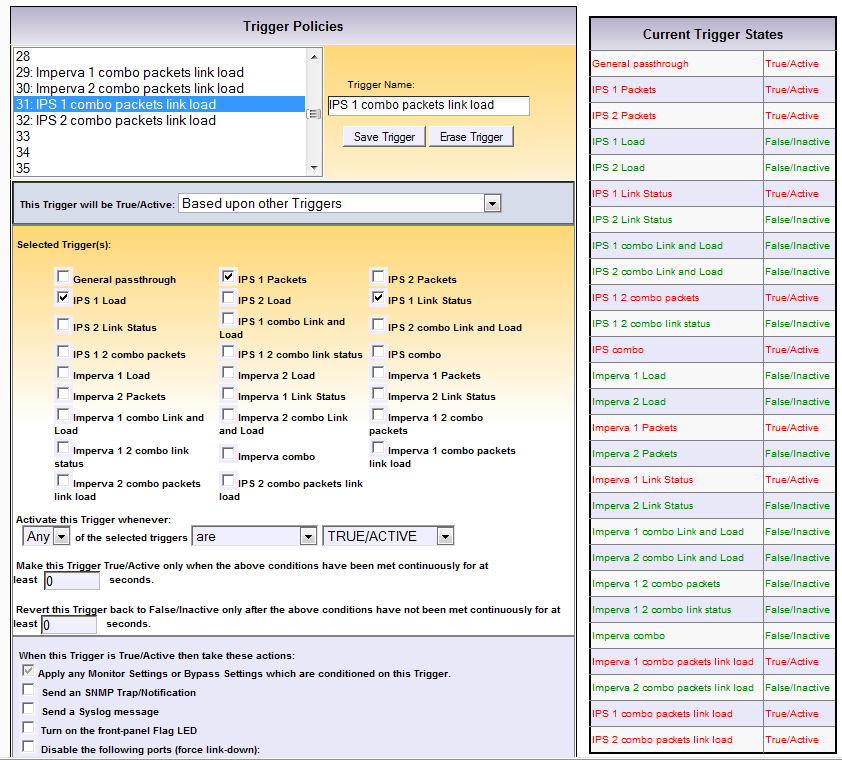 Trigger Policies
28
29: Imperva 1 combo packets link load
30: Imperva 2 combo packets link load
31: IPS 1 combo packets link load
32: IPS 2 combo packets link load
33
34
35
Trigger Name:
IPS 1 combo packets link load
Save Trigger Erase Trigger
This Trigger will be True/Active: Based upon other Triggers
Selected Trigger(s):
General passthrough IPS 1 Packets IPS 2 Packets
IPS 1 Load IPS 2 Load IPS 1 Link Status
IPS 2 Link Status IPS 1 combo Link and Load IPS 2 combo Link and Load
IPS 1 2 combo packets IPS 1 2 combo link status IPS combo
Imperva 1 Load Imperva 2 Load Imperva 1 Packets
Imperva 2 Packets Imperva 1 Link Status Imperva 2 Link Status
Imperva 1 combo Link and Load Imperva 2 combo Link and Load Imperva 1 2 combo packets
Imperva 1 2 combo link status Imperva combo Imperva 1 combo packets link load
Imperva 2 combo packets link load IPS 2 combo packets link load
Activate this Trigger whenever:
Any of the selected triggers are TRUE/ACTIVE
Make this Trigger True/Active only when the above conditions have been met continuously for at
least 0 seconds.
Revert this Trigger back to False/Inactive only after the above conditions have not been met continuously for at
least 0 seconds.
When this Trigger is True/Active then take these actions:
Apply any Monitor Settings or Bypass Settings which are conditioned on this Trigger.
Send an SNMP Trap/Notification
Send a Syslog message
Turn on the front-panel Flag LED
Disable the following ports (force link-down):
Current Trigger States
General passthrough True/Active
IPS 1 Packets True/Active
IPS 2 Packets True/Active
IPS 1 Load False/Inactive
IPS 2 Load False/Inactive
IPS 1 Link Status True/Active
IPS 2 Link Status False/Inactive
IPS 1 combo Link and Load False/Inactive
IPS 2 combo Link and Load False/Inactive
IPS 1 2 combo packets True/Active
IPS 1 2 combo link status False/Inactive
IPS combo True/Active
Imperva 1 Load False/Inactive
Imperva 2 Load False/Inactive
Imperva 1 Packets True/Active
Imperva 2 Packets False/Inactive
Imperva 1 Link Status True/Active
Imperva 2 Link Status False/Inactive
Imperva 1 combo Link and Load False/Inactive
Imperva 2 combo Link and Load False/Inactive
Imperva 1 2 combo packets False/Inactive
Imperva 1 2 combo link status False/Inactive
Imperva combo False/Inactive
Imperva 1 combo packets link load True/Active
Imperva 2 combo packets link load False/Inactive
IPS 1 combo packets link load True/Active
IPS 2 combo packets link load True/Active